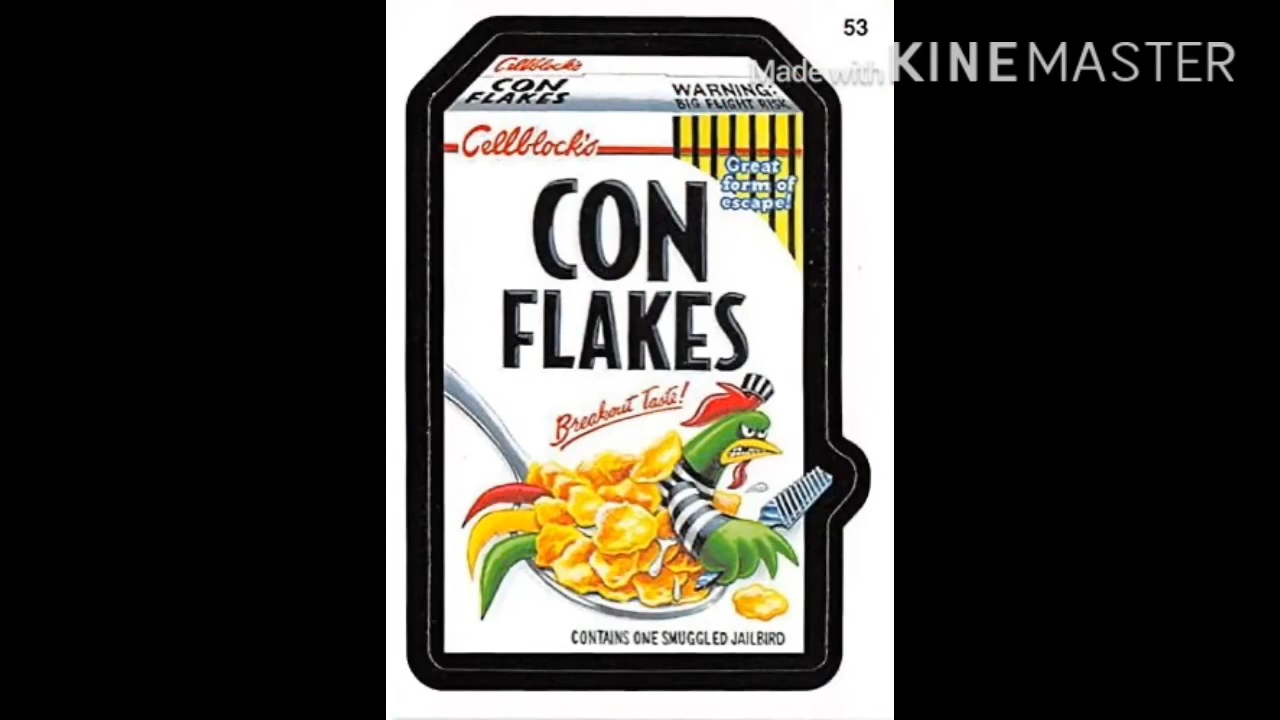 53
Made with KINEMASTER
Cellblock's
CON
FLAKES
WARNING:
BIG FLIGHT RISK
Cellblock's
Great
form of
escape!
CON
FLAKES
Breakout Taste!
CONTAINS ONE SMUGGLED JAILBIRD